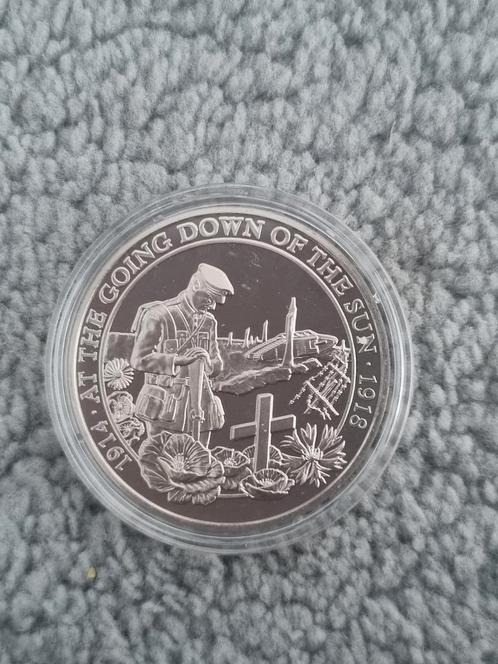 1914 · AT THE GOING DOWN OF THE SUN · 1918